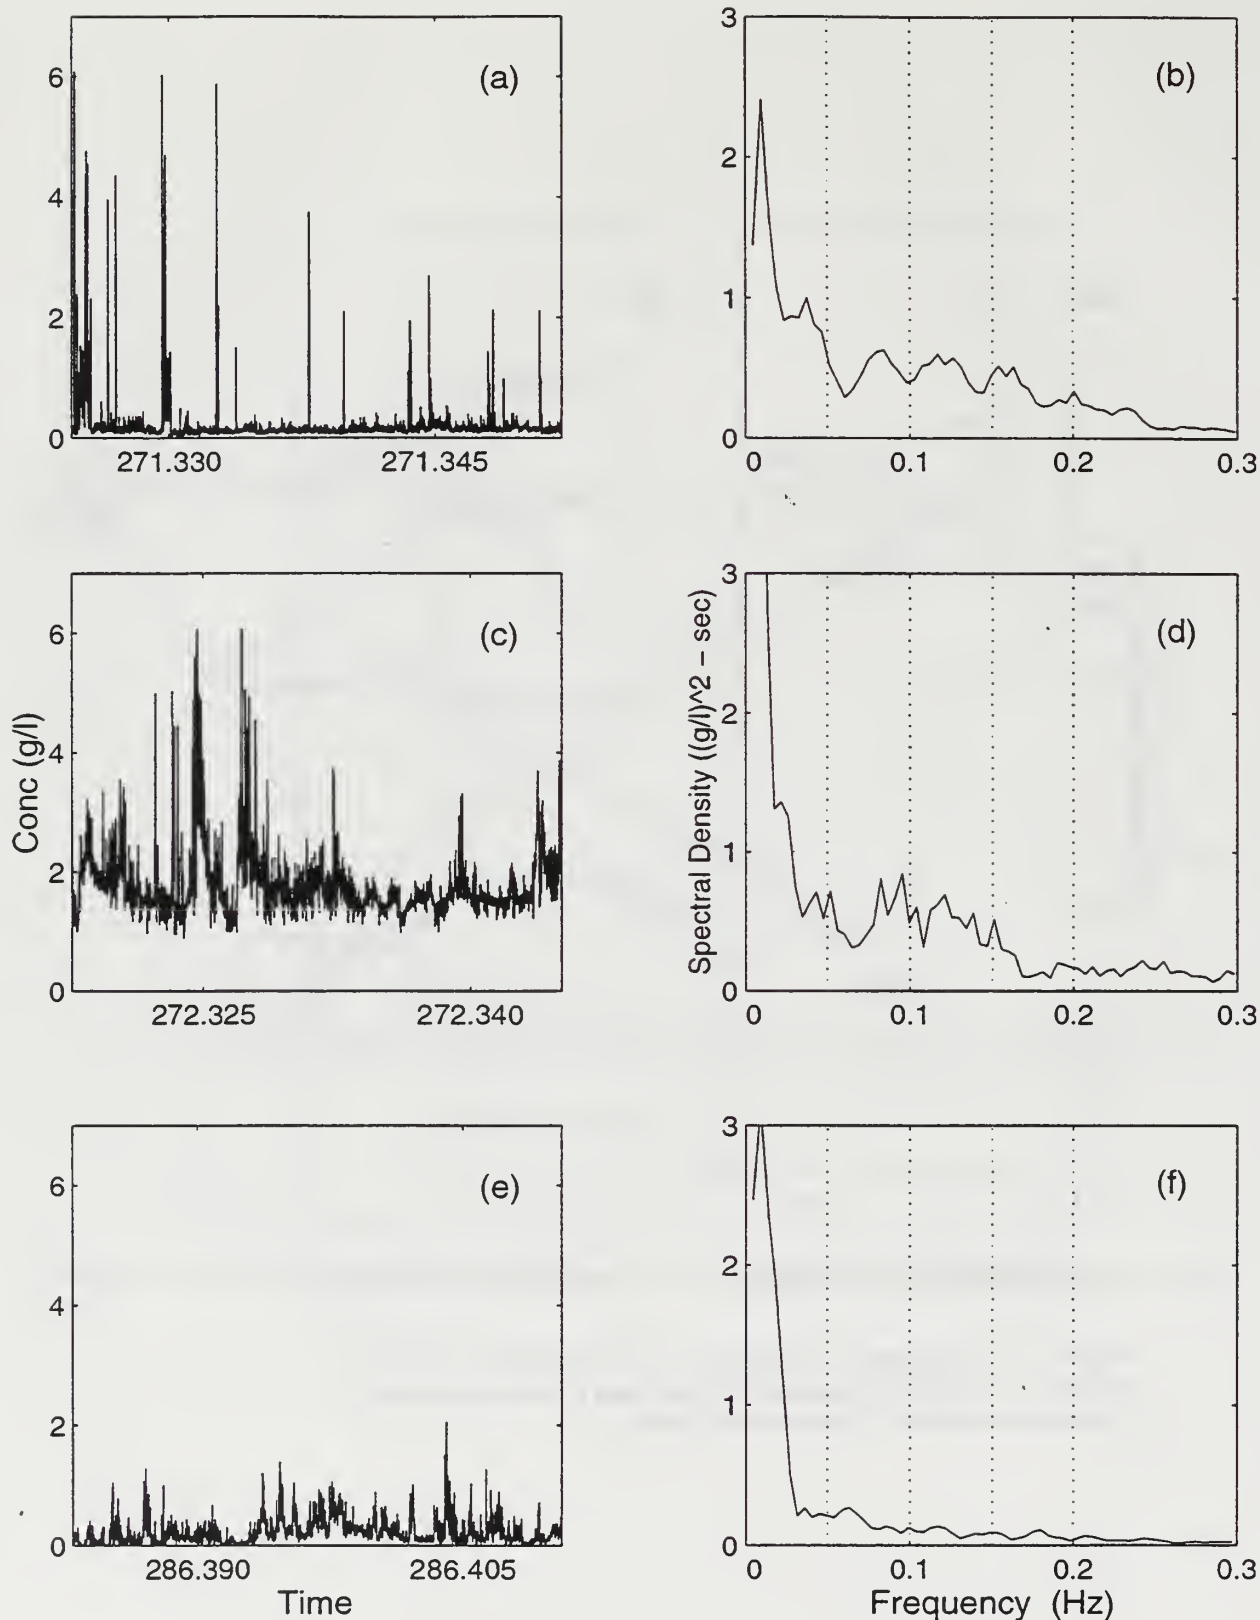 (a)
6
4
2
0
271.330 271.345
(b)
3
2
1
0
0 0.1 0.2 0.3
(c)
6
4
2
0
272.325 272.340
Conc (g/l)
(d)
3
2
1
0
0 0.1 0.2 0.3
Spectral Density ((g/l)^2 – sec)
(e)
6
4
2
0
286.390 286.405
Time
(f)
3
2
1
0
0 0.1 0.2 0.3
Frequency (Hz)